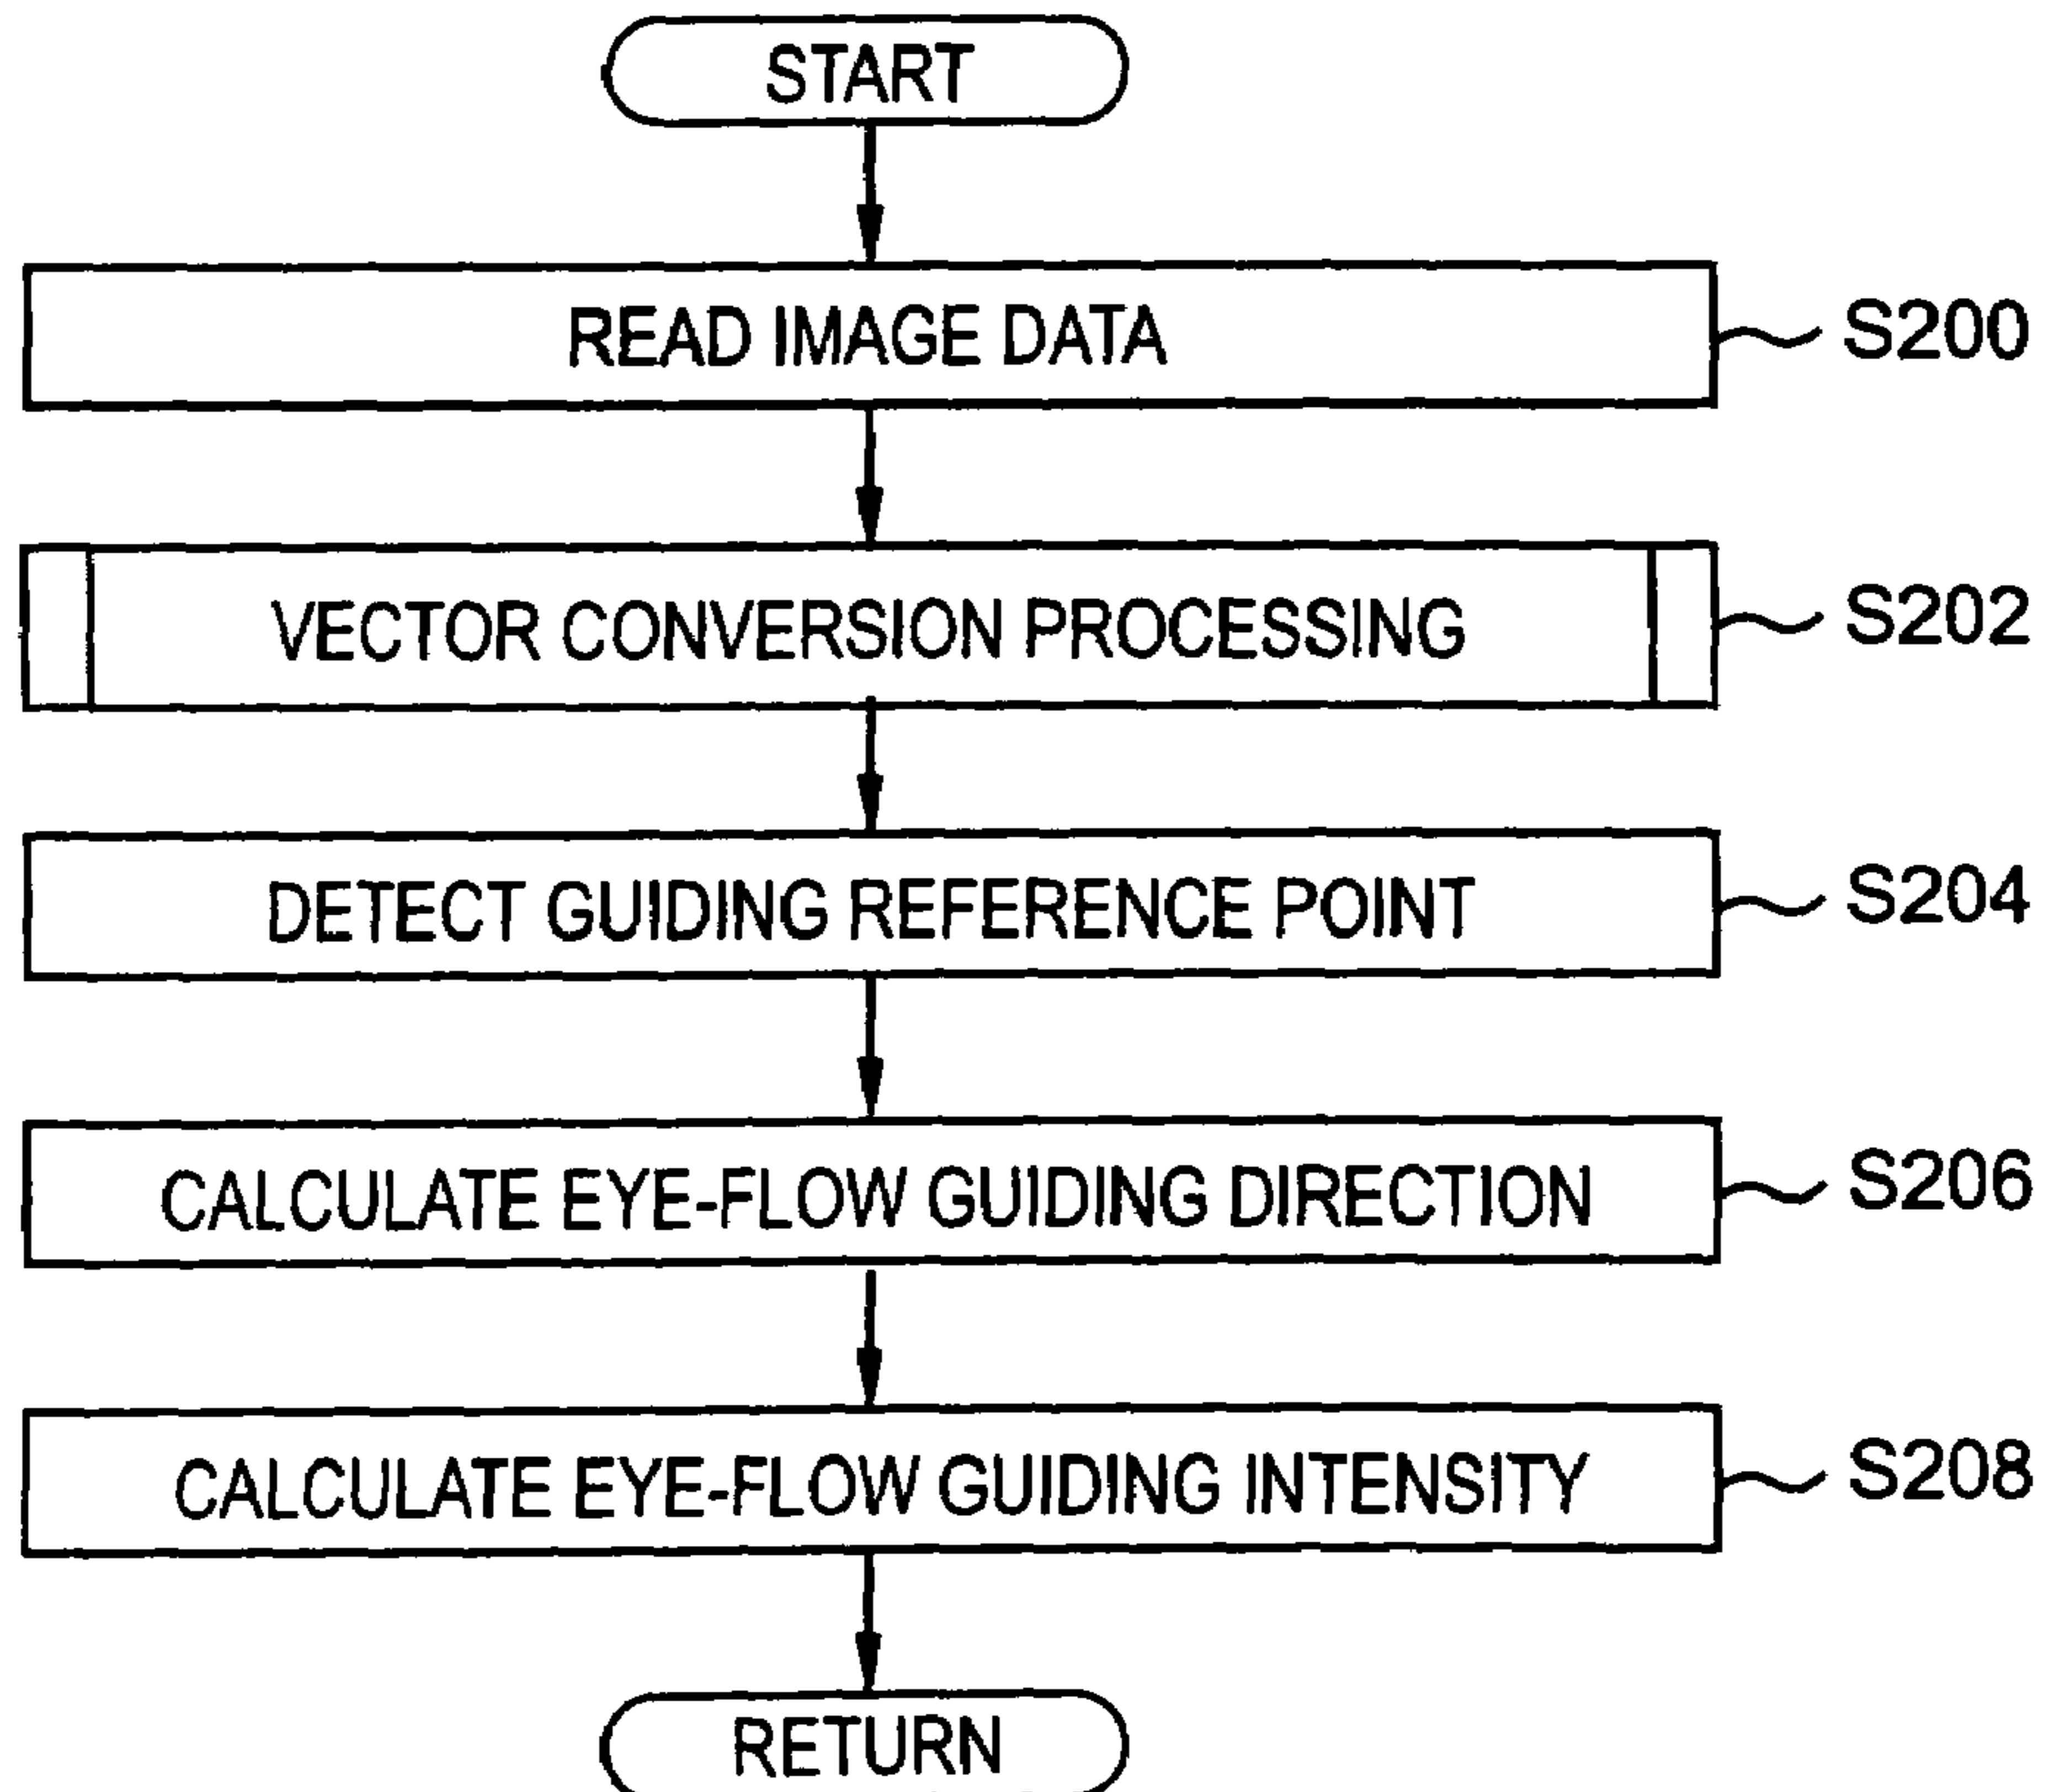 START
READ IMAGE DATA
S200
VECTOR CONVERSION PROCESSING
S202
DETECT GUIDING REFERENCE POINT
S204
CALCULATE EYE-FLOW GUIDING DIRECTION
S206
CALCULATE EYE-FLOW GUIDING INTENSITY
S208
RETURN